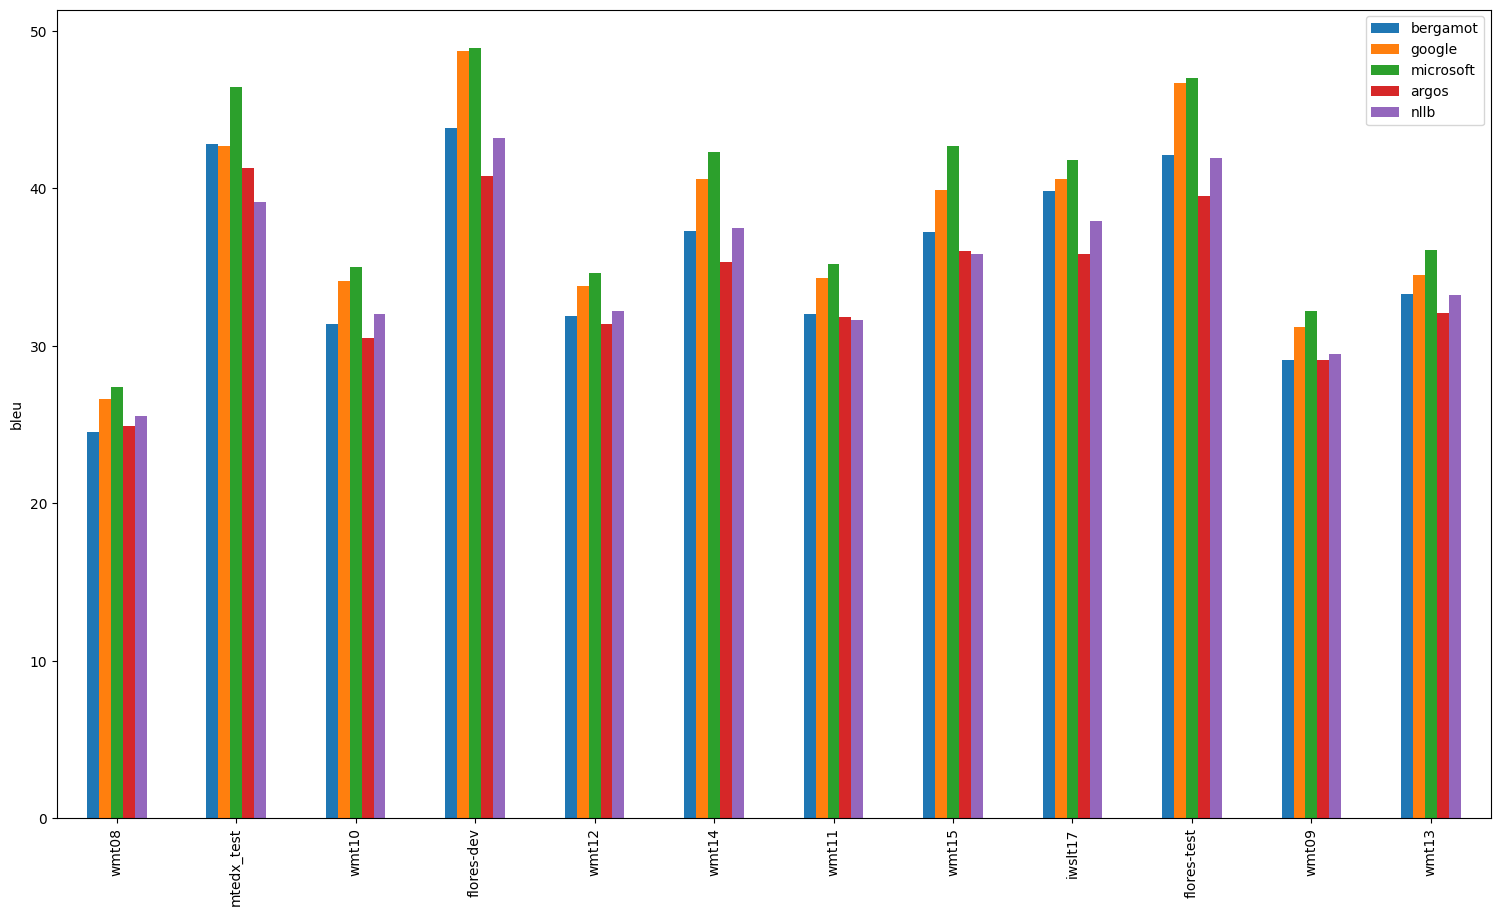 50
40
30
20
10
0
bleu
bergamot
google
microsoft
argos
nllb
wmt08
mtedx_test
wmt10
flores-dev
wmt12
wmt14
wmt11
wmt15
iwslt17
flores-test
wmt09
wmt13